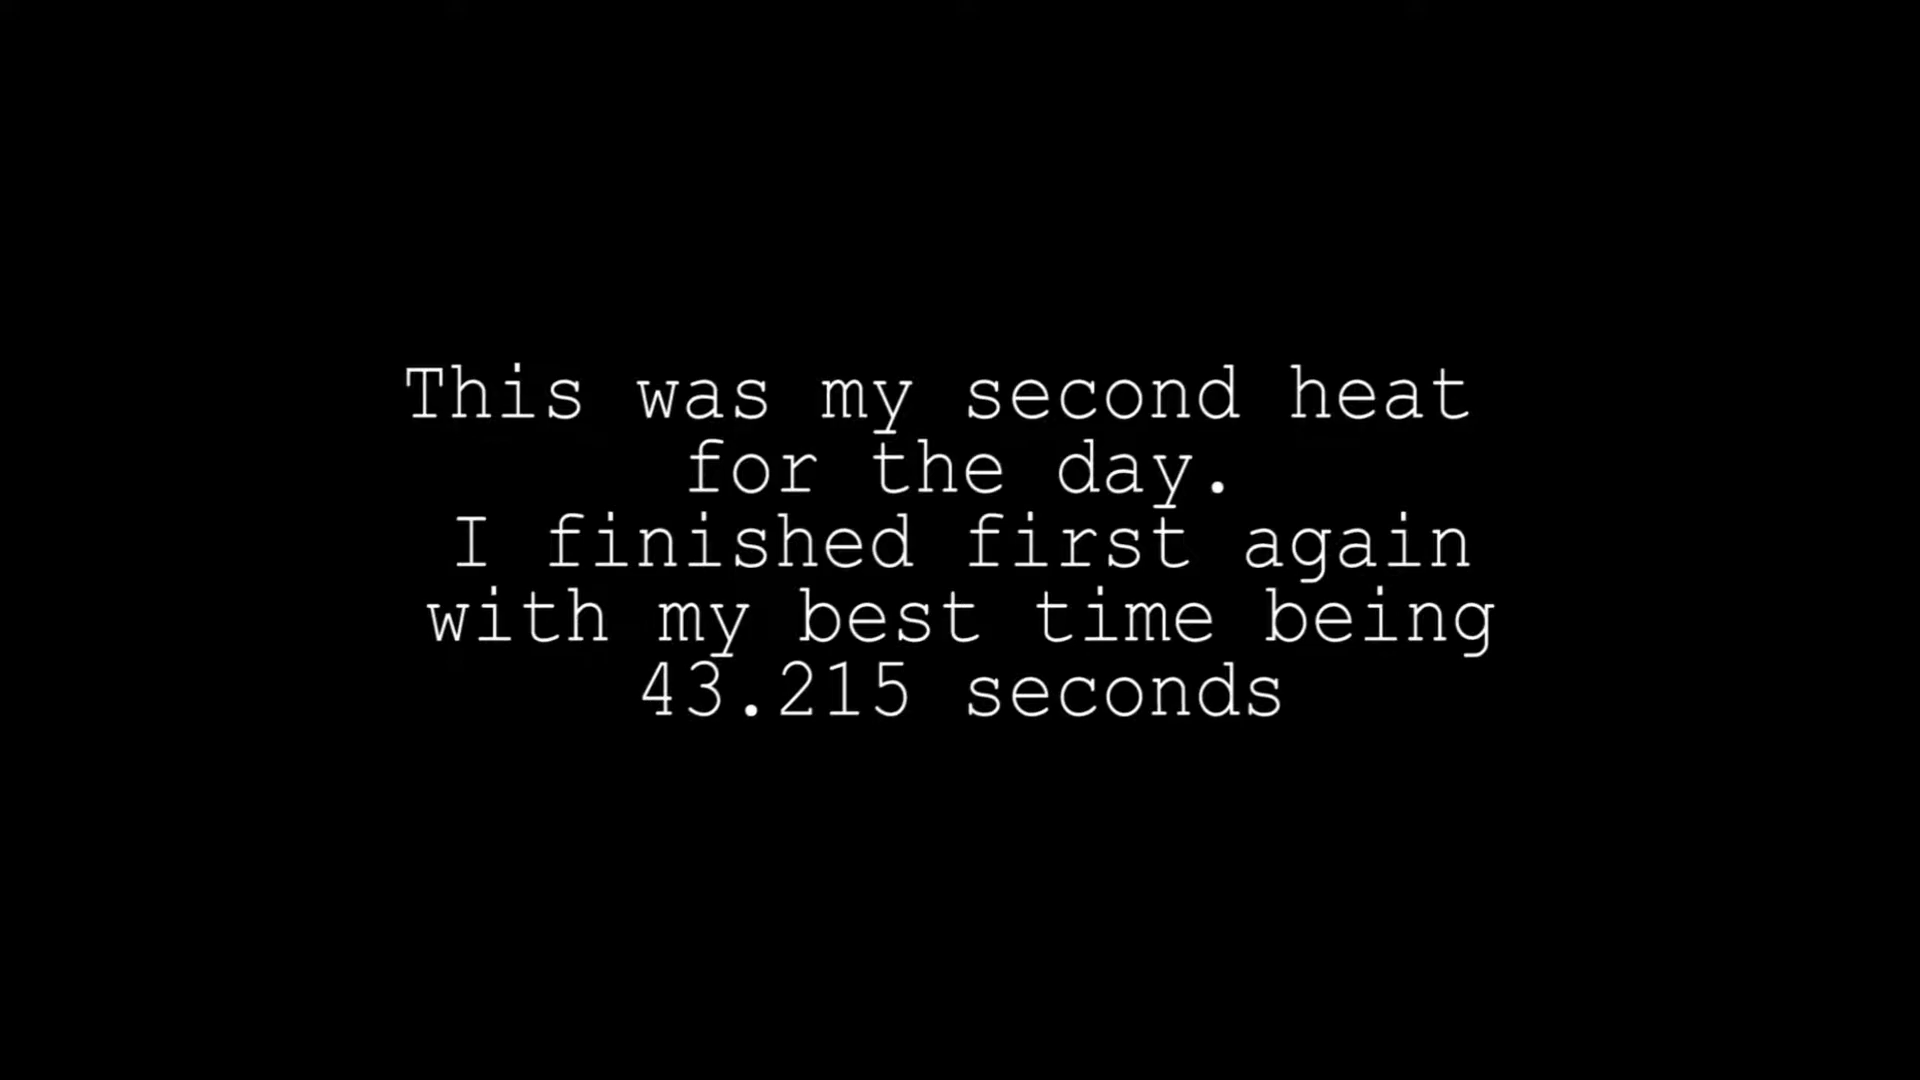 This was my second heat
for the day.
I finished first again
with my best time being
43.215 seconds